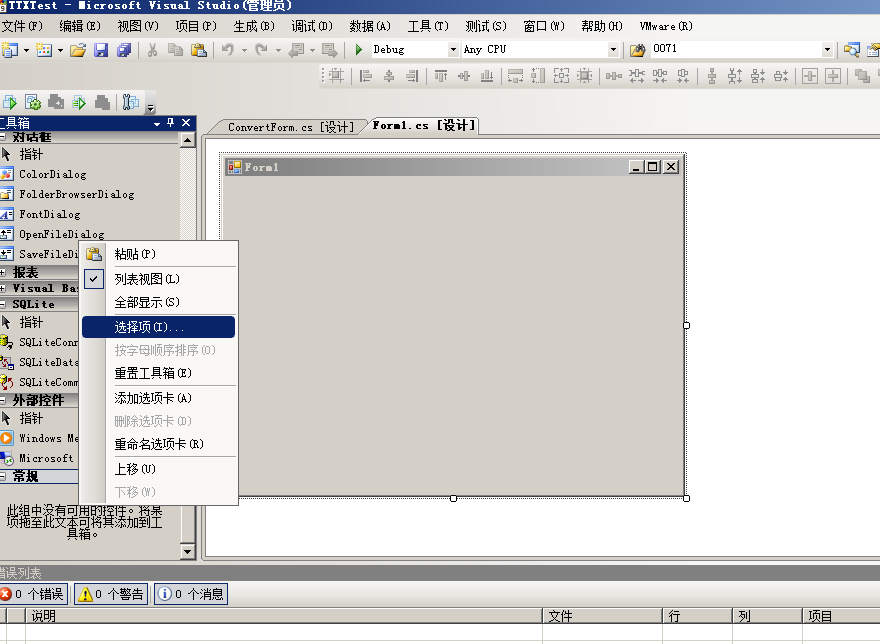 TTXTest - Microsoft Visual Studio(管理员)
文件(F) 编辑(E) 视图(V) 项目(P) 生成(B) 调试(D) 数据(A) 工具(T) 测试(S) 窗口(W) 帮助(H) VMware(R)
Debug Any CPU 0071
工具箱
ConvertForm.cs [设计] Form1.cs [设计]
对话框
指针
ColorDialog
FolderBrowserDialog
FontDialog
OpenFileDialog
SaveFileDi
报表
Visual Bas
SQLite
指针
SQLiteConn
SQLiteData
SQLiteComm
外部控件
指针
Windows Me
Microsoft
常规
此组中没有可用的控件。将某
项拖至此文本可将其添加到工
具箱。
粘贴(P)
列表视图(L)
全部显示(S)
选择项(I)...
按字母顺序排序(O)
重置工具箱(E)
添加选项卡(A)
删除选项卡(D)
重命名选项卡(R)
上移(U)
下移(W)
Form1
错误列表
0 个错误 0 个警告 0 个消息
说明 文件 行 列 项目